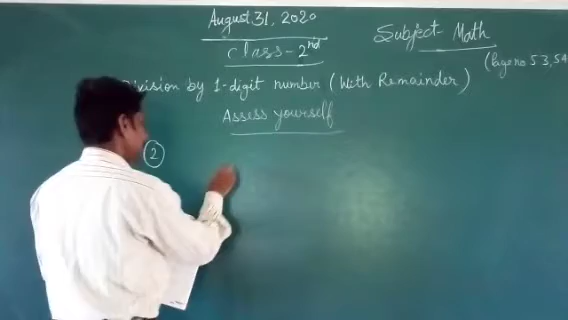 August 31, 2020
Subject- Math
Class-2nd
(Page no 53,54
ivision by 1-digit number (With Remainder)
Assess yourself
2